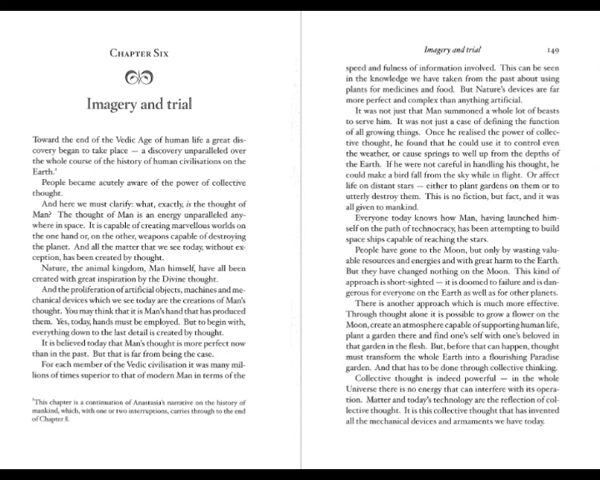 CHAPTER SIX
Imagery and trial
Toward the end of the Vedic Age of human life a great dis-
covery began to take place — a discovery unparalleled over
the whole course of the history of human civilisations on the
Earth.¹
People became acutely aware of the power of collective
thought.
And here we must clarify: what, exactly, is the thought of
Man? The thought of Man is an energy unparalleled any-
where in space. It is capable of creating marvellous worlds on
the one hand or, on the other, weapons capable of destroying
the planet. And all the matter that we see today, without ex-
ception, has been created by thought.
Nature, the animal kingdom, Man himself, have all been
created with great inspiration by the Divine thought.
And the proliferation of artificial objects, machines and me-
chanical devices which we see today are the creations of Man's
thought. You may think that it is Man's hand that has produced
them. Yes, today, hands must be employed. But to begin with,
everything down to the last detail is created by thought.
It is believed today that Man's thought is more perfect now
than in the past. But that is far from being the case.
For each member of the Vedic civilisation it was many mil-
lions of times superior to that of modern Man in terms of the
¹This chapter is a continuation of Anastasia's narrative on the history of
mankind, which, with one or two interruptions, carries through to the end
of Chapter 8.
Imagery and trial 149
speed and fulness of information involved. This can be seen
in the knowledge we have taken from the past about using
plants for medicines and food. But Nature's devices are far
more perfect and complex than anything artificial.
It was not just that Man summoned a whole lot of beasts
to serve him. It was not just a case of defining the function
of all growing things. Once he realised the power of collec-
tive thought, he found that he could use it to control even
the weather, or cause springs to well up from the depths of
the Earth. If he were not careful in handling his thought, he
could make a bird fall from the sky while in flight. Or affect
life on distant stars — either to plant gardens on them or to
utterly destroy them. This is no fiction, but fact, and it was
all given to mankind.
Everyone today knows how Man, having launched him-
self on the path of technocracy, has been attempting to build
space ships capable of reaching the stars.
People have gone to the Moon, but only by wasting valu-
able resources and energies and with great harm to the Earth.
But they have changed nothing on the Moon. This kind of
approach is short-sighted — it is doomed to failure and is dan-
gerous for everyone on the Earth as well as for other planets.
There is another approach which is much more effective.
Through thought alone it is possible to grow a flower on the
Moon, create an atmosphere capable of supporting human life,
plant a garden there and find one's self with one's beloved in
that garden in the flesh. But, before that can happen, thought
must transform the whole Earth into a flourishing Paradise
garden. And that has to be done through collective thinking.
Collective thought is indeed powerful — in the whole
Universe there is no energy that can interfere with its opera-
tion. Matter and today's technology are the reflection of col-
lective thought. It is this collective thought that has invented
all the mechanical devices and armaments we have today.